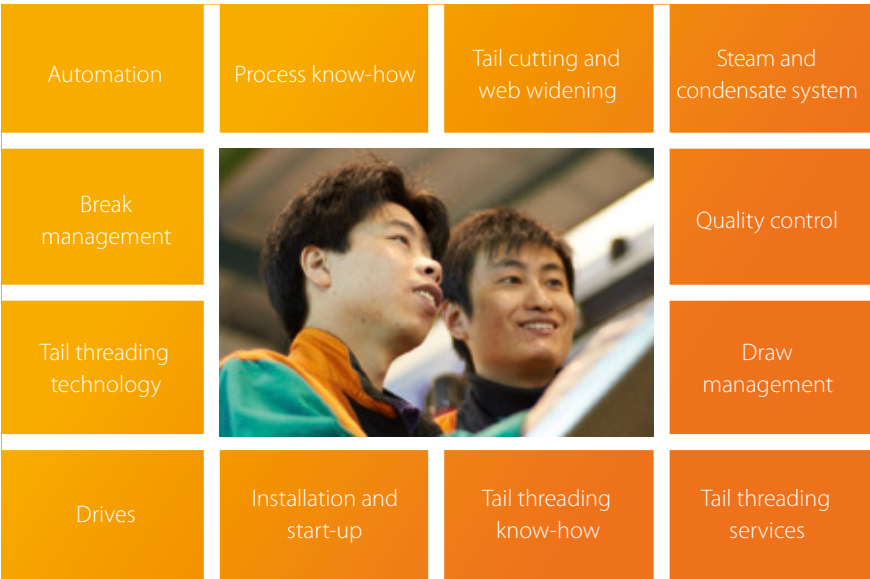 Automation
Process know-how
Tail cutting and
web widening
Steam and
condensate system
Break
management
Quality control
Tail threading
technology
Draw
management
Drives
Installation and
start-up
Tail threading
know-how
Tail threading
services